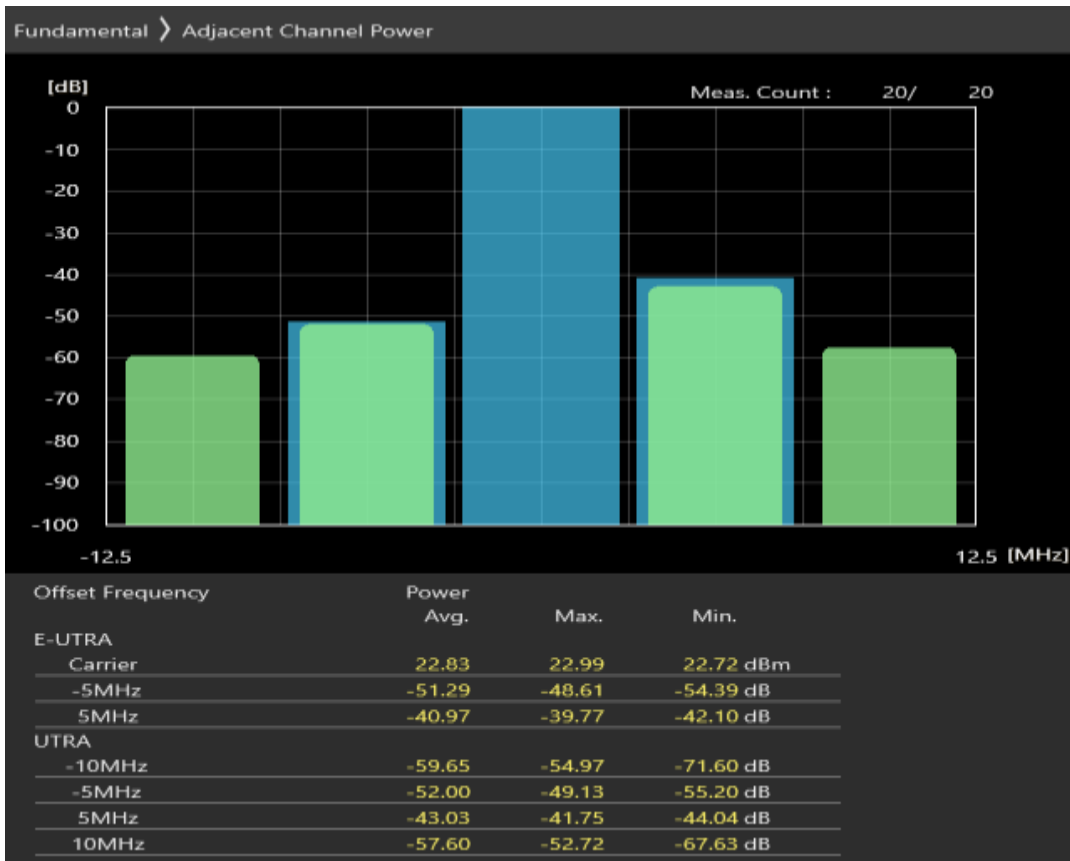 Fundamental 〉 Adjacent Channel Power
[dB]
Meas. Count : 20/ 20
0
-10
-20
-30
-40
-50
-60
-70
-80
-90
-100
-12.5 12.5 [MHz]
Offset Frequency Power
Avg. Max. Min.
E-UTRA
Carrier 22.83 22.99 22.72 dBm
-5MHz -51.29 -48.61 -54.39 dB
5MHz -40.97 -39.77 -42.10 dB
UTRA
-10MHz -59.65 -54.97 -71.60 dB
-5MHz -52.00 -49.13 -55.20 dB
5MHz -43.03 -41.75 -44.04 dB
10MHz -57.60 -52.72 -67.63 dB